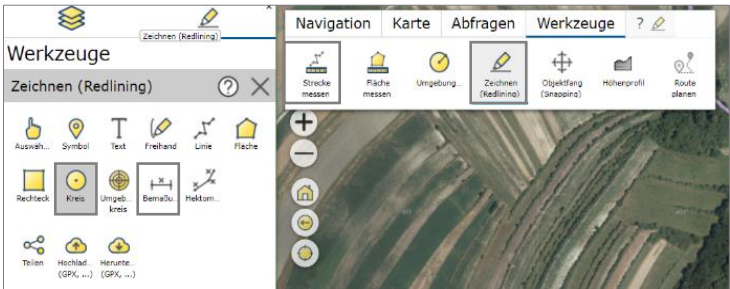 Zeichnen (Redlining)
Werkzeuge
Zeichnen (Redlining)
?
Auswäh...
Symbol
Text
Freihand
Linie
Fläche
Rechteck
Kreis
Umgeb...
kreis
Bemaßu...
Hektom...
Teilen
Hochlad...
(GPX, ...)
Herunte...
(GPX, ...)
Navigation Karte Abfragen Werkzeuge ?
Strecke
messen
Fläche
messen
Umgebung...
Zeichnen
(Redlining)
Objektfang
(Snapping)
Höhenprofil
Route
planen